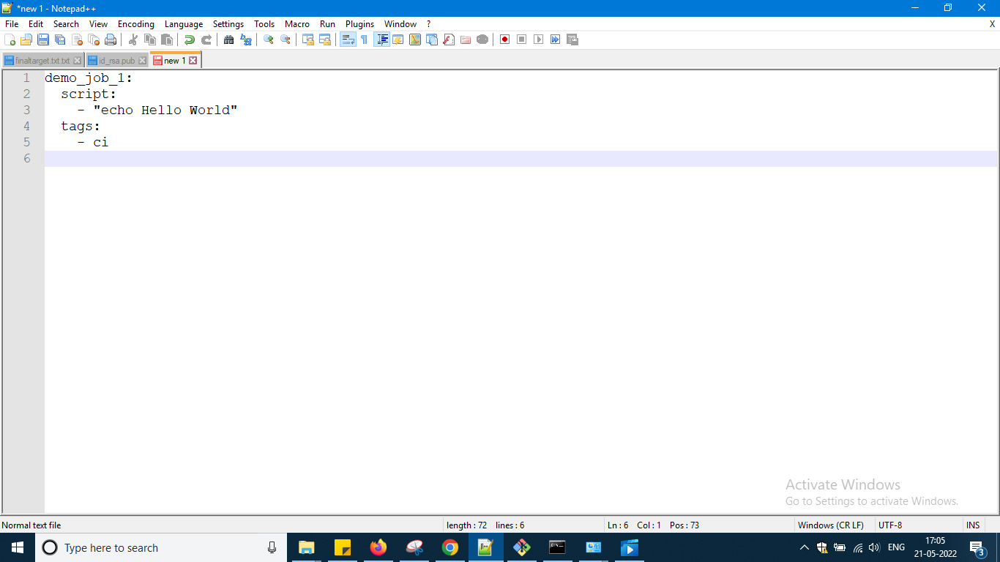 *new 1 - Notepad++
File Edit Search View Encoding Language Settings Tools Macro Run Plugins Window ? X
finaltarget.txt.txt id_rsa.pub new 1
1 demo_job_1:
2 script:
3 - "echo Hello World"
4 tags:
5 - ci
6
Activate Windows
Go to Settings to activate Windows.
Normal text file length : 72 lines : 6 Ln : 6 Col : 1 Pos : 73 Windows (CR LF) UTF-8 INS
Type here to search ENG 17:05
21-05-2022 3